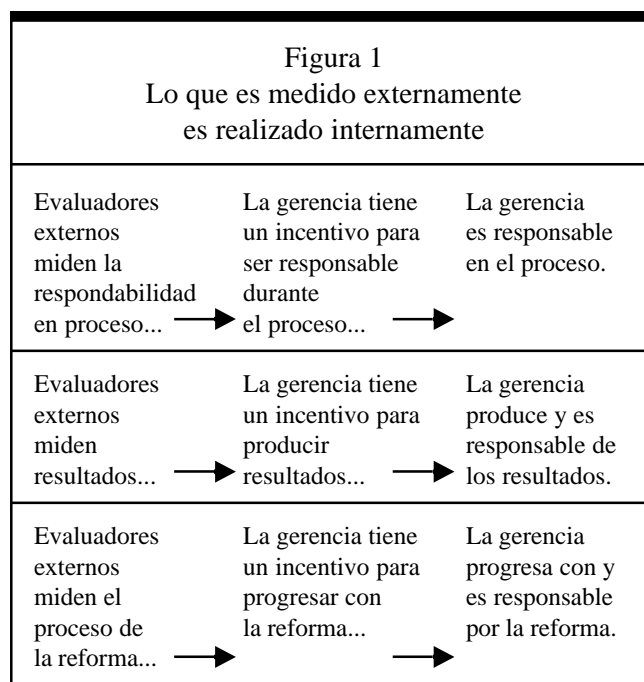 Figura 1
Lo que es medido externamente
es realizado internamente
Evaluadores
externos
miden la
respondabilidad
en proceso...
La gerencia tiene
un incentivo para
ser responsable
durante
el proceso...
La gerencia
es responsable
en el proceso.
Evaluadores
externos
miden
resultados...
La gerencia tiene
un incentivo para
producir
resultados...
La gerencia
produce y es
responsable de
los resultados.
Evaluadores
externos
miden el
proceso de
la reforma...
La gerencia tiene
un incentivo para
progresar con
la reforma...
La gerencia
progresa con y
es responsable
por la reforma.